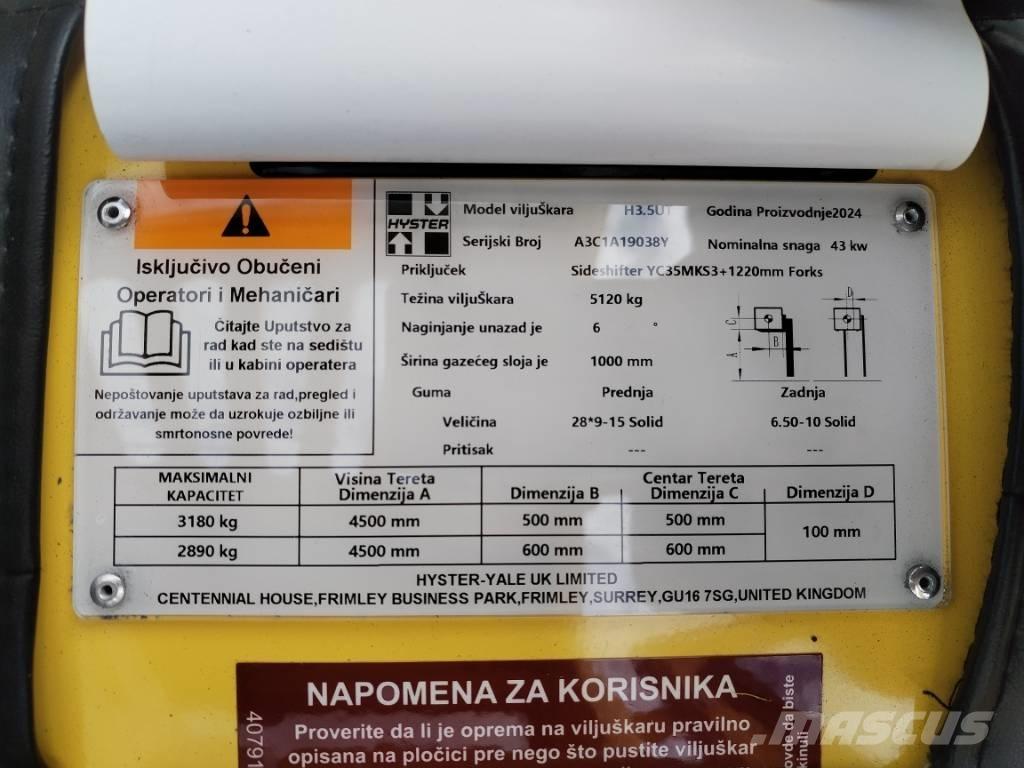 Isključivo Obučeni
Operatori i Mehaničari
Čitajte Uputstvo za
rad kad ste na sedištu
ili u kabini operatera
Nepoštovanje uputstava za rad,pregled i
održavanje može da uzrokuje ozbiljne ili
smrtonosne povrede!
HYSTER
Model viljuŠkara H3.5UT Godina Proizvodnje2024
Serijski Broj A3C1A19038Y Nominalna snaga 43 kw
Priključek Sideshifter YC35MKS3+1220mm Forks
Težina viljuŠkara 5120 kg
Naginjanje unazad je 6 °
Širina gazećeg sloja je 1000 mm
A B C D
Guma Prednja Zadnja
Veličina 28*9-15 Solid 6.50-10 Solid
Pritisak --- ---
MAKSIMALNI Visina Tereta Centar Tereta
KAPACITET Dimenzija A Dimenzija B Dimenzija C Dimenzija D
3180 kg 4500 mm 500 mm 500 mm 100 mm
2890 kg 4500 mm 600 mm 600 mm
HYSTER-YALE UK LIMITED
CENTENNIAL HOUSE,FRIMLEY BUSINESS PARK,FRIMLEY,SURREY,GU16 7SG,UNITED KINGDOM
NAPOMENA ZA KORISNIKA
Proverite da li je oprema na viljuškaru pravilno
opisana na pločici pre nego što pustite viljuškar
40791
ovde da biste
MASCUS